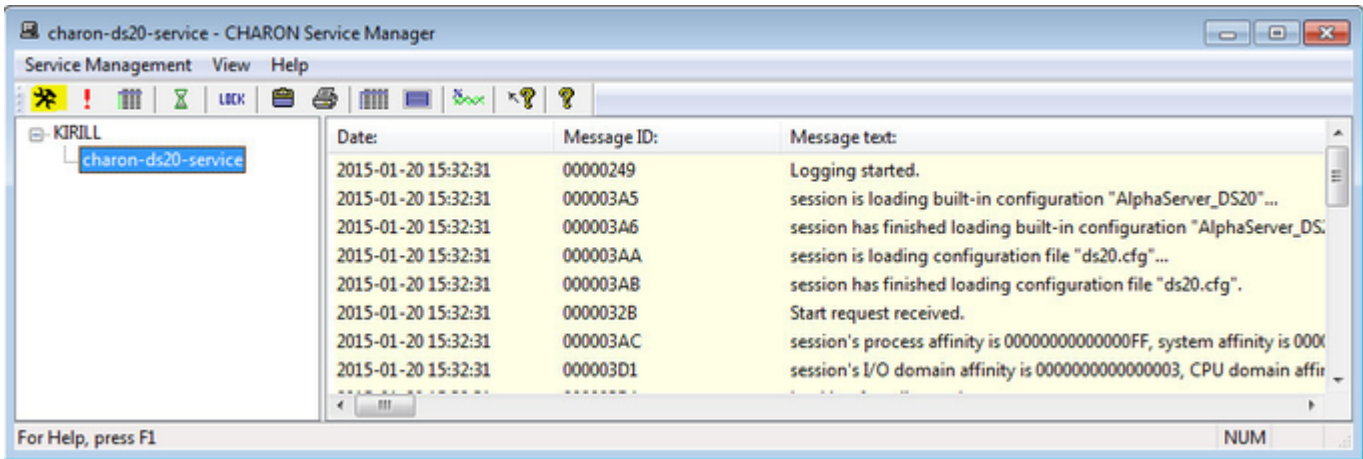 charon-ds20-service - CHARON Service Manager
Service Management View Help
LOCK
KIRILL
charon-ds20-service
Date: Message ID: Message text:
2015-01-20 15:32:31 00000249 Logging started.
2015-01-20 15:32:31 000003A5 session is loading built-in configuration "AlphaServer_DS20"...
2015-01-20 15:32:31 000003A6 session has finished loading built-in configuration "AlphaServer_DS
2015-01-20 15:32:31 000003AA session is loading configuration file "ds20.cfg"...
2015-01-20 15:32:31 000003AB session has finished loading configuration file "ds20.cfg".
2015-01-20 15:32:31 0000032B Start request received.
2015-01-20 15:32:31 000003AC session's process affinity is 00000000000000FF, system affinity is 000
2015-01-20 15:32:31 000003D1 session's I/O domain affinity is 0000000000000003, CPU domain affin
For Help, press F1 NUM